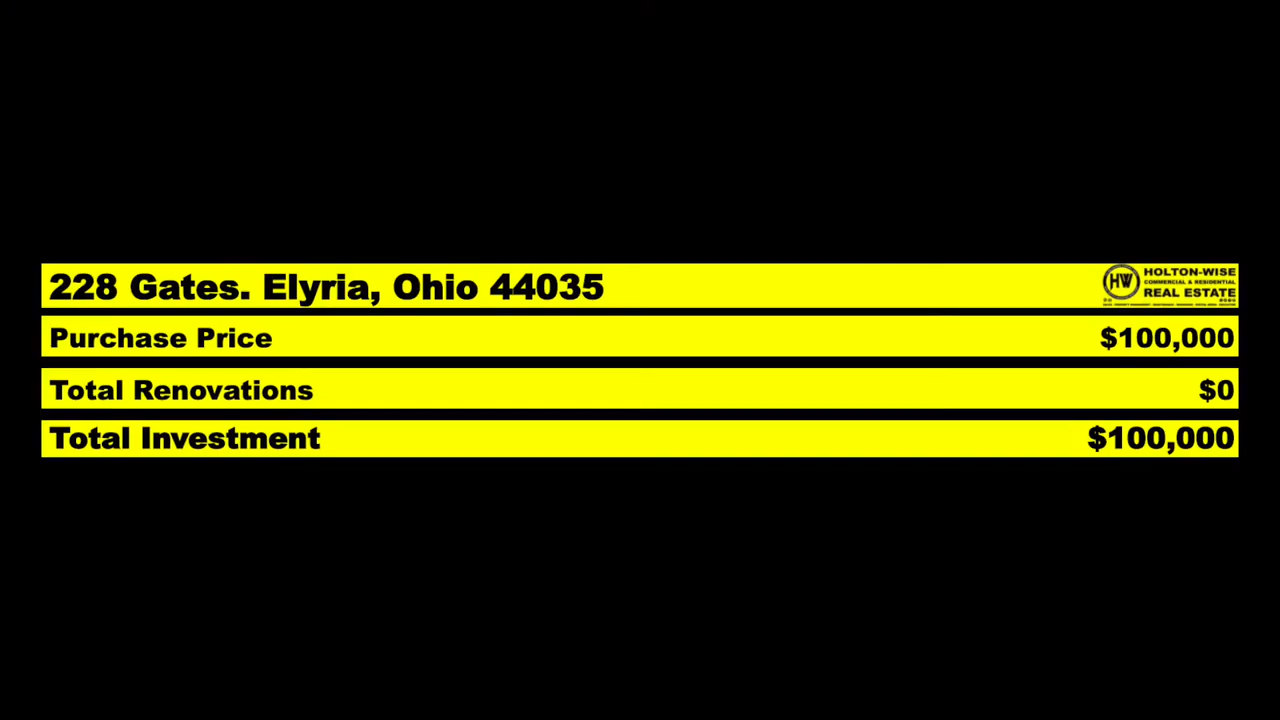 228 Gates. Elyria, Ohio 44035
HW
HOLTON-WISE
COMMERCIAL & RESIDENTIAL
REAL ESTATE
Purchase Price $100,000
Total Renovations $0
Total Investment $100,000